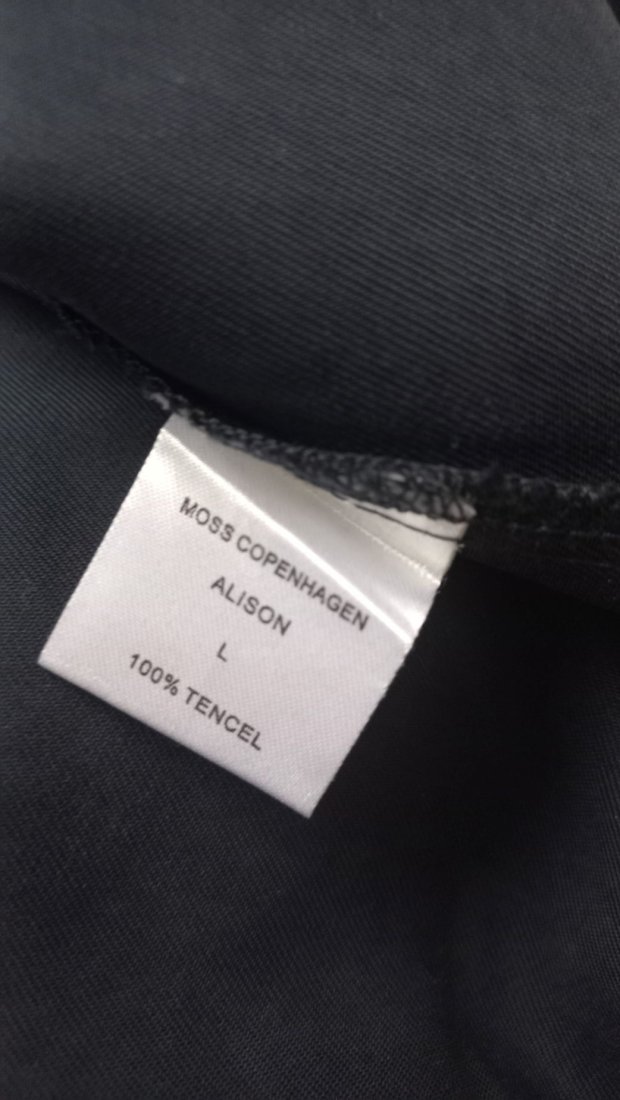 MOSS COPENHAGEN
ALISON
L
100% TENCEL